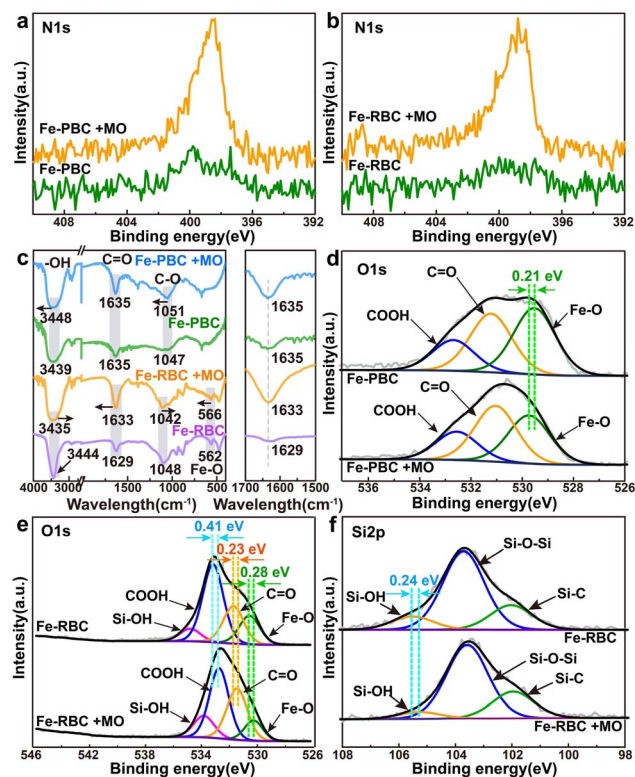 a
N1s
Intensity(a.u.)
Fe-PBC +MO
Fe-PBC
408 404 400 396 392
Binding energy(eV)
b
N1s
Intensity(a.u.)
Fe-RBC +MO
Fe-RBC
408 404 400 396 392
Binding energy(eV)
c
-OH
C=O
Fe-PBC +MO
C-O
3448
1635
1051
Fe-PBC
3439
1635
1047
Fe-RBC +MO
3435
1633
1042
566
Fe-RBC
3444
1629
1048
562
Fe-O
4000 3000 1500 1000 500
Wavelength(cm-1)
1635
1635
1633
1629
1700 1600 1500
Wavelength(cm-1)
d
O1s
0.21 eV
C=O
COOH
Fe-O
Fe-PBC
C=O
COOH
Fe-O
Fe-PBC +MO
Intensity(a.u.)
536 534 532 530 528 526
Binding energy(eV)
e
O1s
0.41 eV
0.23 eV
0.28 eV
COOH
C=O
Si-OH
Fe-O
Fe-RBC
COOH
C=O
Si-OH
Fe-O
Fe-RBC +MO
Intensity(a.u.)
546 542 538 534 530 526
Binding energy(eV)
f
Si2p
Si-O-Si
0.24 eV
Si-OH
Si-C
Fe-RBC
Si-O-Si
Si-OH
Si-C
Fe-RBC +MO
Intensity(a.u.)
108 106 104 102 100 98
Binding energy(eV)